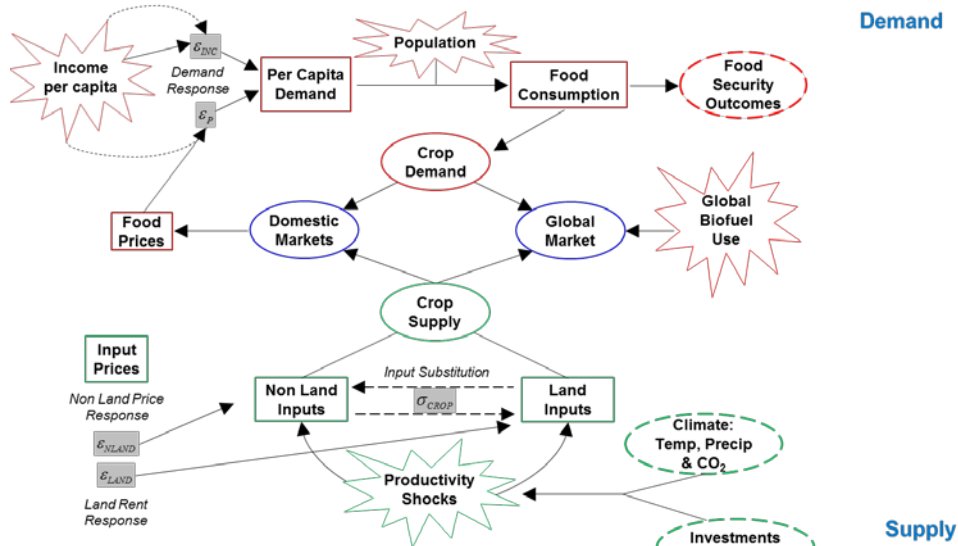 Demand
Income
per capita
ε_INC
Demand
Response
ε_P
Per Capita
Demand
Population
Food
Consumption
Food
Security
Outcomes
Crop
Demand
Food
Prices
Domestic
Markets
Global
Market
Global
Biofuel
Use
Crop
Supply
Input
Prices
Non Land Price
Response
ε_NLAND
ε_LAND
Land Rent
Response
Non Land
Inputs
Input Substitution
σ_CROP
Land
Inputs
Productivity
Shocks
Climate:
Temp, Precip
& CO₂
Investments
Supply